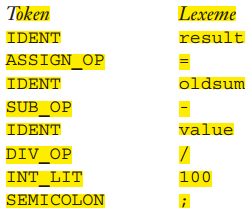 Token Lexeme
IDENT result
ASSIGN_OP =
IDENT oldsum
SUB_OP -
IDENT value
DIV_OP /
INT_LIT 100
SEMICOLON ;